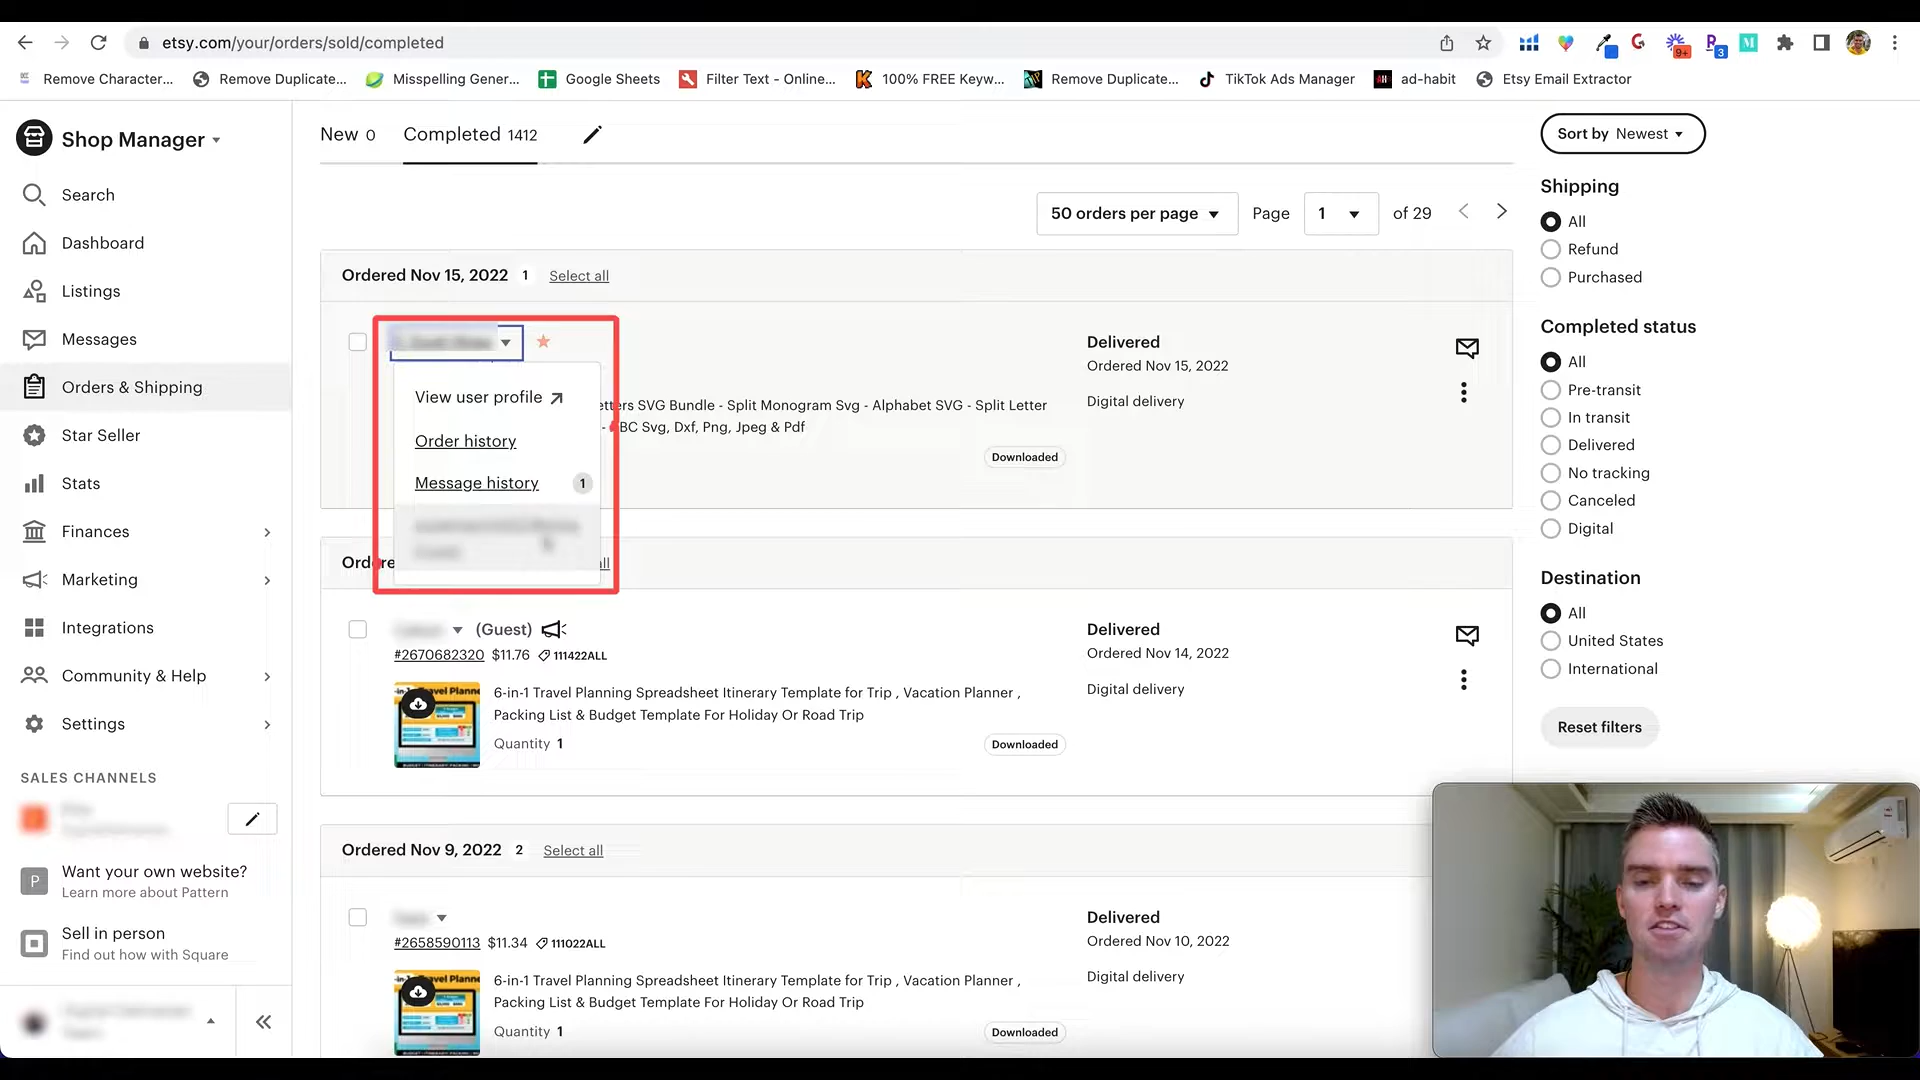 etsy.com/your/orders/sold/completed
9+
3
M
Remove Character...
Remove Duplicate...
Misspelling Gener...
Google Sheets
Filter Text - Online...
100% FREE Keyw...
Remove Duplicate...
TikTok Ads Manager
ad-habit
Etsy Email Extractor
Shop Manager
Search
Dashboard
Listings
Messages
Orders & Shipping
Star Seller
Stats
Finances
Marketing
Integrations
Community & Help
Settings
SALES CHANNELS
P
Want your own website?
Learn more about Pattern
Sell in person
Find out how with Square
New 0
Completed 1412
50 orders per page
Page
1
of 29
Ordered Nov 15, 2022 1 Select all
View user profile
Order history
Message history 1
etters SVG Bundle - Split Monogram Svg - Alphabet SVG - Split Letter
- BC Svg, Dxf, Png, Jpeg & Pdf
Downloaded
Delivered
Ordered Nov 15, 2022
Digital delivery
Ordere
all
(Guest)
#2670682320 $11.76 111422ALL
6-in-1 Travel Planning Spreadsheet Itinerary Template for Trip , Vacation Planner ,
Packing List & Budget Template For Holiday Or Road Trip
Quantity 1
Downloaded
Delivered
Ordered Nov 14, 2022
Digital delivery
Ordered Nov 9, 2022 2 Select all
#2658590113 $11.34 111022ALL
6-in-1 Travel Planning Spreadsheet Itinerary Template for Trip , Vacation Planner ,
Packing List & Budget Template For Holiday Or Road Trip
Quantity 1
Downloaded
Delivered
Ordered Nov 10, 2022
Digital delivery
Sort by Newest
Shipping
All
Refund
Purchased
Completed status
All
Pre-transit
In transit
Delivered
No tracking
Canceled
Digital
Destination
All
United States
International
Reset filters